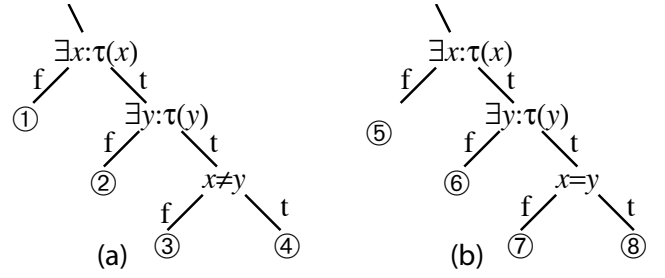 ∃x:τ(x)
f t
①
∃y:τ(y)
f t
②
x≠y
f t
③ ④
(a)
∃x:τ(x)
f t
⑤
∃y:τ(y)
f t
⑥
x=y
f t
⑦ ⑧
(b)